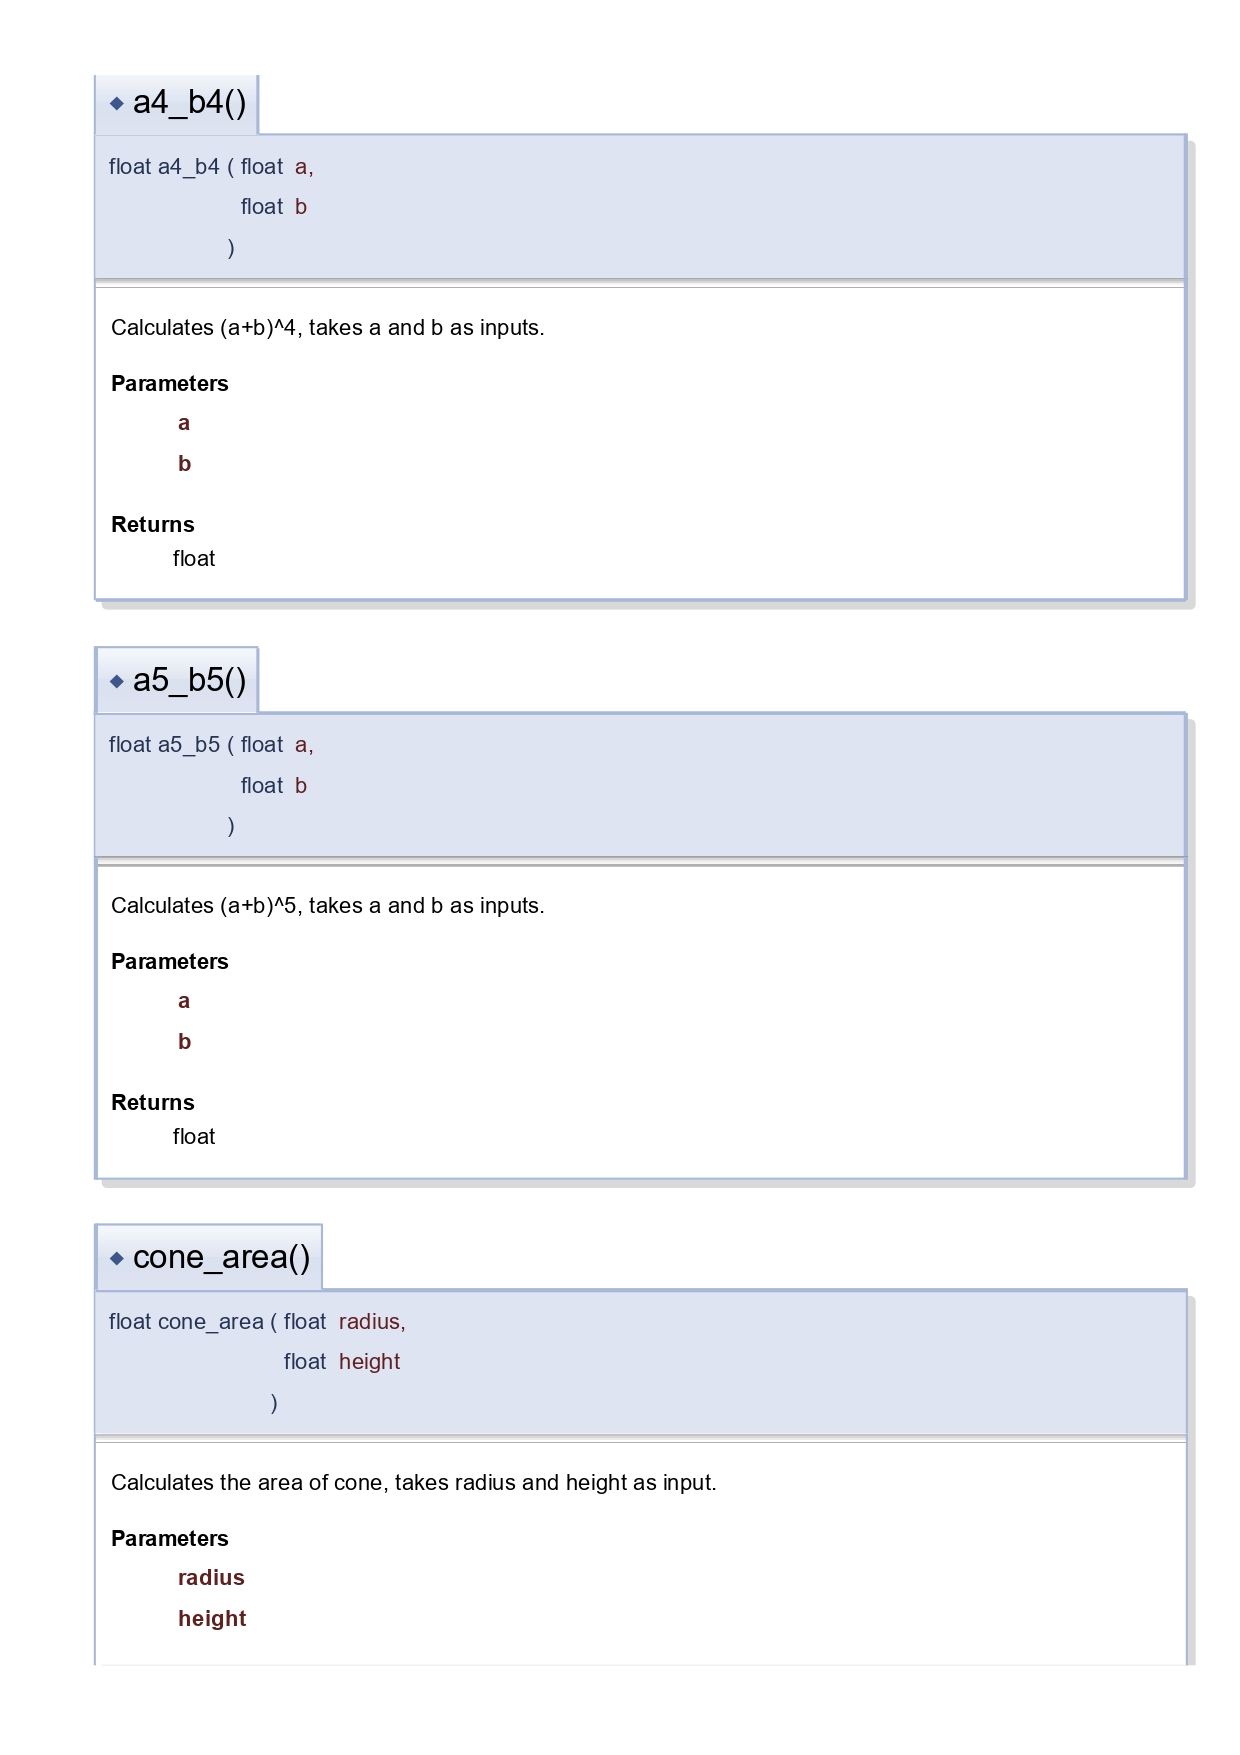 ◆ a4_b4()
float a4_b4 ( float a,
float b
)
Calculates (a+b)^4, takes a and b as inputs.
Parameters
a
b
Returns
float
◆ a5_b5()
float a5_b5 ( float a,
float b
)
Calculates (a+b)^5, takes a and b as inputs.
Parameters
a
b
Returns
float
◆ cone_area()
float cone_area ( float radius,
float height
)
Calculates the area of cone, takes radius and height as input.
Parameters
radius
height